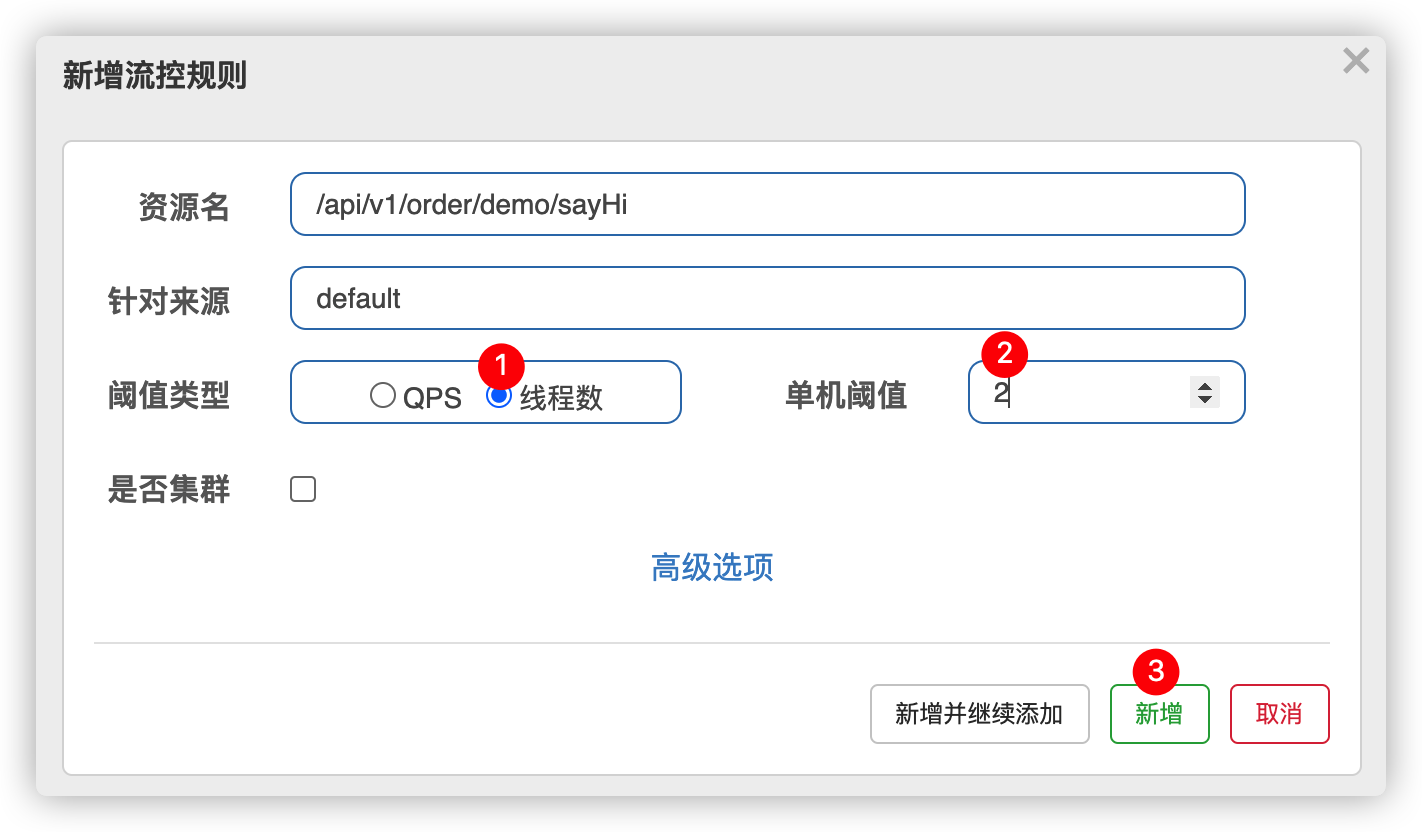 新增流控规则
资源名 /api/v1/order/demo/sayHi
针对来源 default
1 2
阈值类型 QPS 线程数 单机阈值 2
是否集群
高级选项
3
新增并继续添加 新增 取消